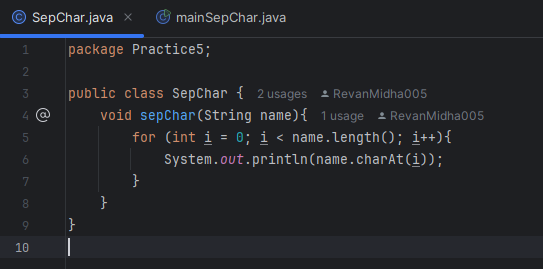 SepChar.java mainSepChar.java
1 package Practice5;
2
3 public class SepChar { 2 usages RevanMidha005
4 void sepChar(String name){ 1 usage RevanMidha005
5 for (int i = 0; i < name.length(); i++){
6 System.out.println(name.charAt(i));
7 }
8 }
9 }
10